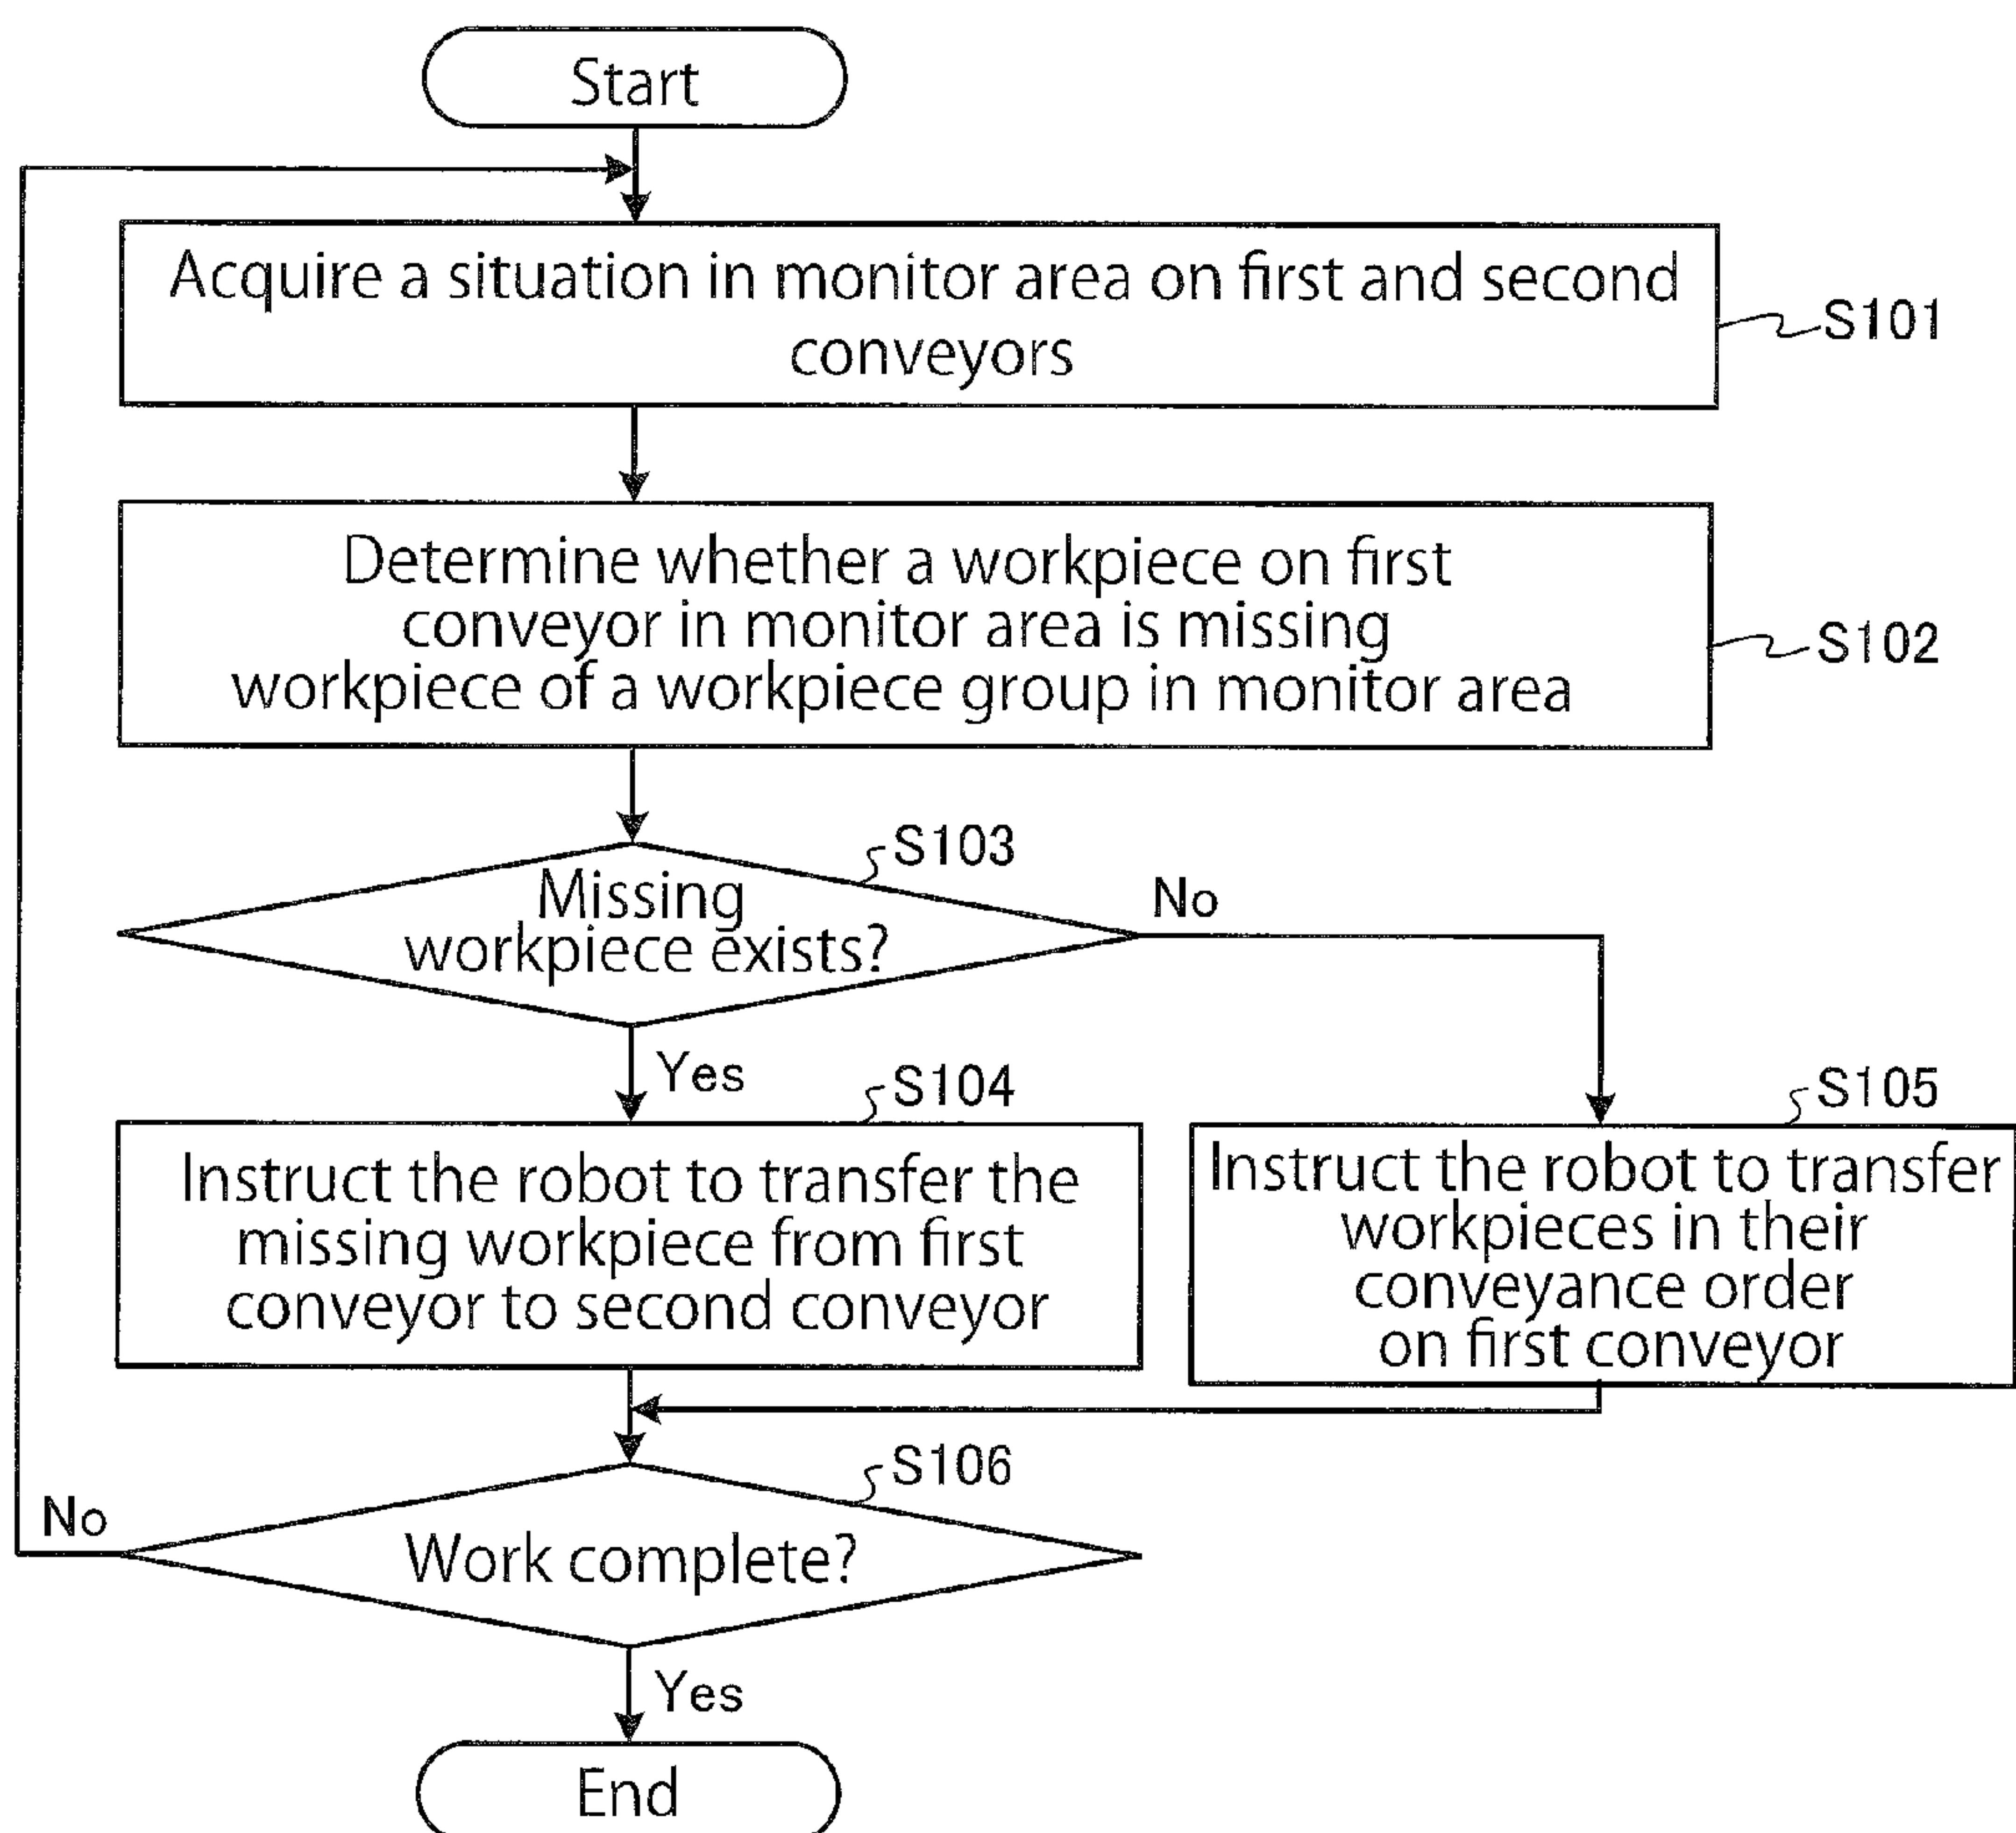 Start
Acquire a situation in monitor area on first and second
conveyors
S101
Determine whether a workpiece on first
conveyor in monitor area is missing
workpiece of a workpiece group in monitor area
S102
S103
Missing
workpiece exists?
No
Yes
S104
Instruct the robot to transfer the
missing workpiece from first
conveyor to second conveyor
S105
Instruct the robot to transfer
workpieces in their
conveyance order
on first conveyor
S106
Work complete?
No
Yes
End